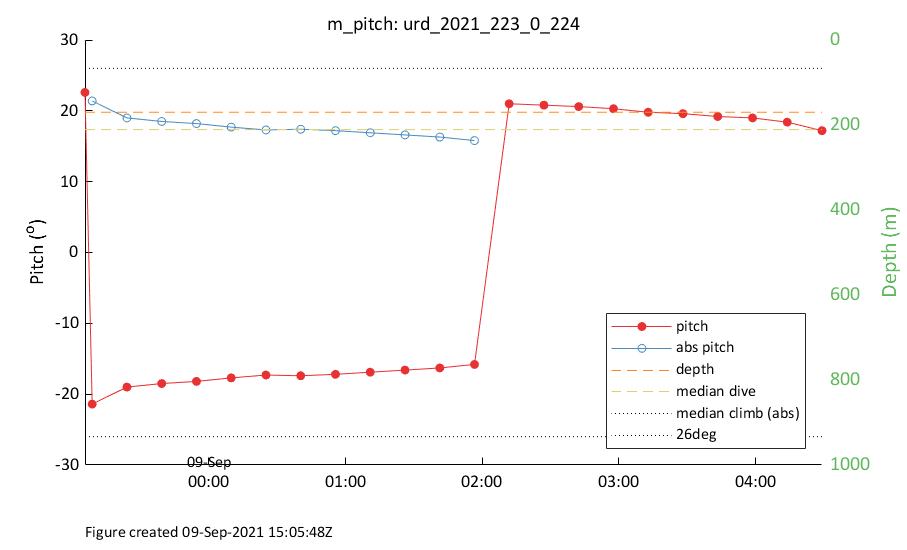 m_pitch: urd_2021_223_0_224
30
20
10
0
-10
-20
-30
Pitch (º)
0
200
400
600
800
1000
Depth (m)
pitch
abs pitch
depth
median dive
median climb (abs)
26deg
09-Sep
00:00
01:00
02:00
03:00
04:00
Figure created 09-Sep-2021 15:05:48Z